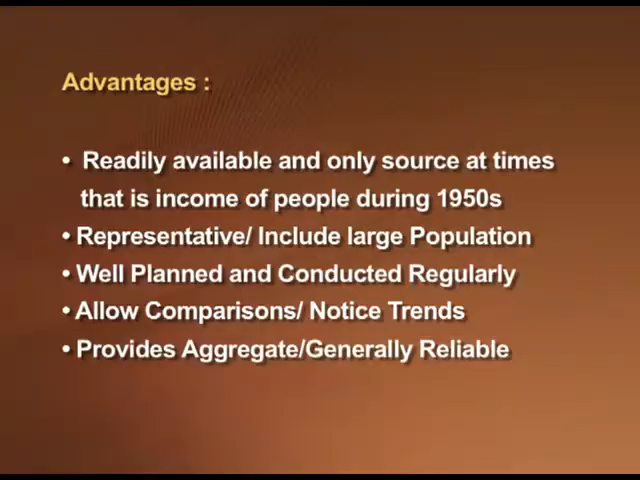 Advantages :
• Readily available and only source at times
that is income of people during 1950s
• Representative/ Include large Population
• Well Planned and Conducted Regularly
• Allow Comparisons/ Notice Trends
• Provides Aggregate/Generally Reliable